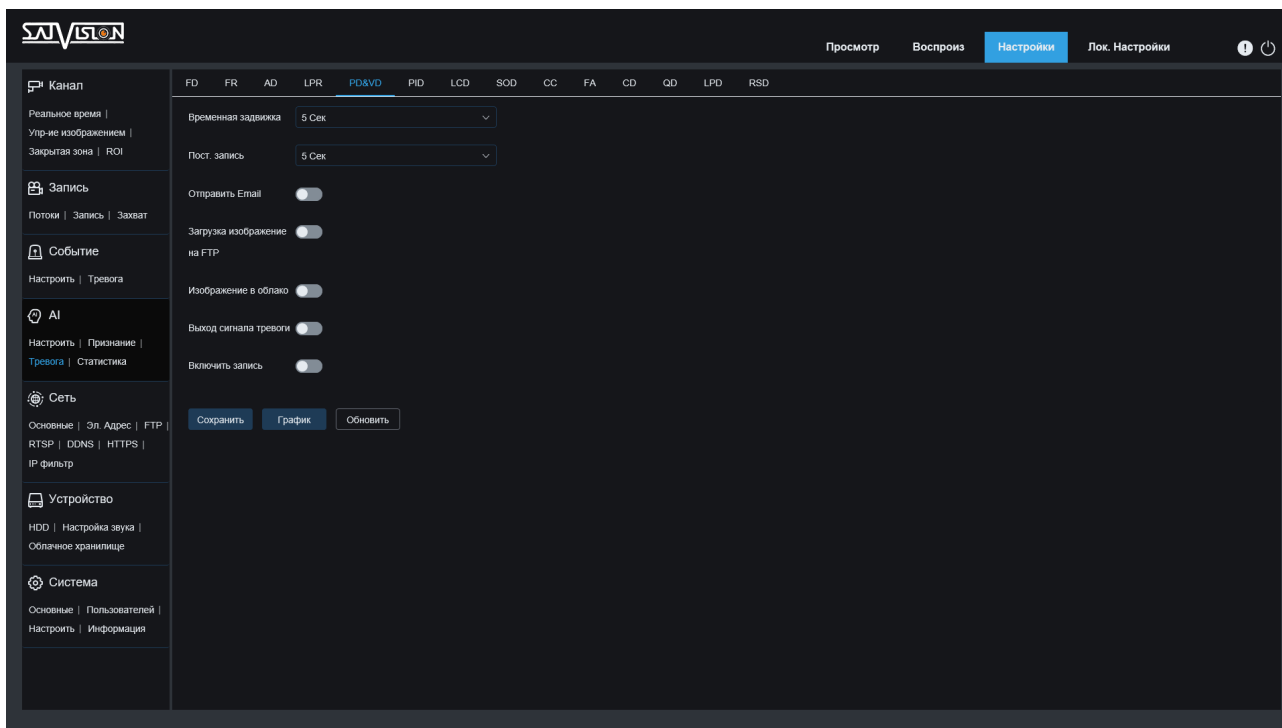 SATVISION
Просмотр Воспроиз Настройки Лок. Настройки
Канал
Реальное время |
Упр-ие изображением |
Закрытая зона | ROI
Запись
Потоки | Запись | Захват
Событие
Настроить | Тревога
AI
Настроить | Признание |
Тревога | Статистика
Сеть
Основные | Эл. Адрес | FTP |
RTSP | DDNS | HTTPS |
IP фильтр
Устройство
HDD | Настройка звука |
Облачное хранилище
Система
Основные | Пользователей |
Настроить | Информация
FD FR AD LPR PD&VD PID LCD SOD CC FA CD QD LPD RSD
Временная задвижка 5 Сек
Пост. запись 5 Сек
Отправить Email
Загрузка изображение
на FTP
Изображение в облако
Выход сигнала тревоги
Включить запись
Сохранить График Обновить